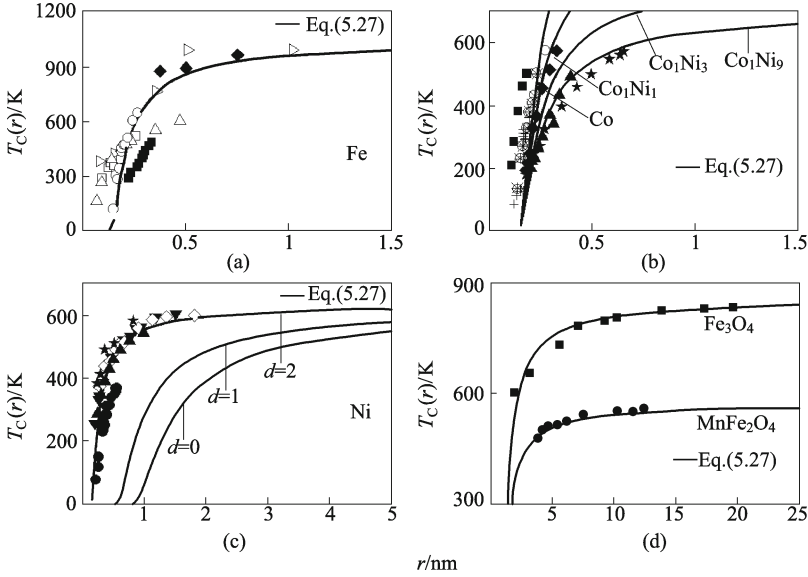 1200
900
600
300
0
T_C(r)/K
Eq.(5.27)
Fe
0.5
1
1.5
(a)
600
400
200
0
T_C(r)/K
Co₁Ni₃
Co₁Ni₉
Co₁Ni₁
Co
Eq.(5.27)
0
0.5
1
1.5
(b)
600
400
200
0
T_C(r)/K
Eq.(5.27)
d=2
d=1
d=0
Ni
1
2
3
4
5
(c)
900
600
300
T_C(r)/K
Fe₃O₄
MnFe₂O₄
Eq.(5.27)
5
10
15
20
25
(d)
r/nm